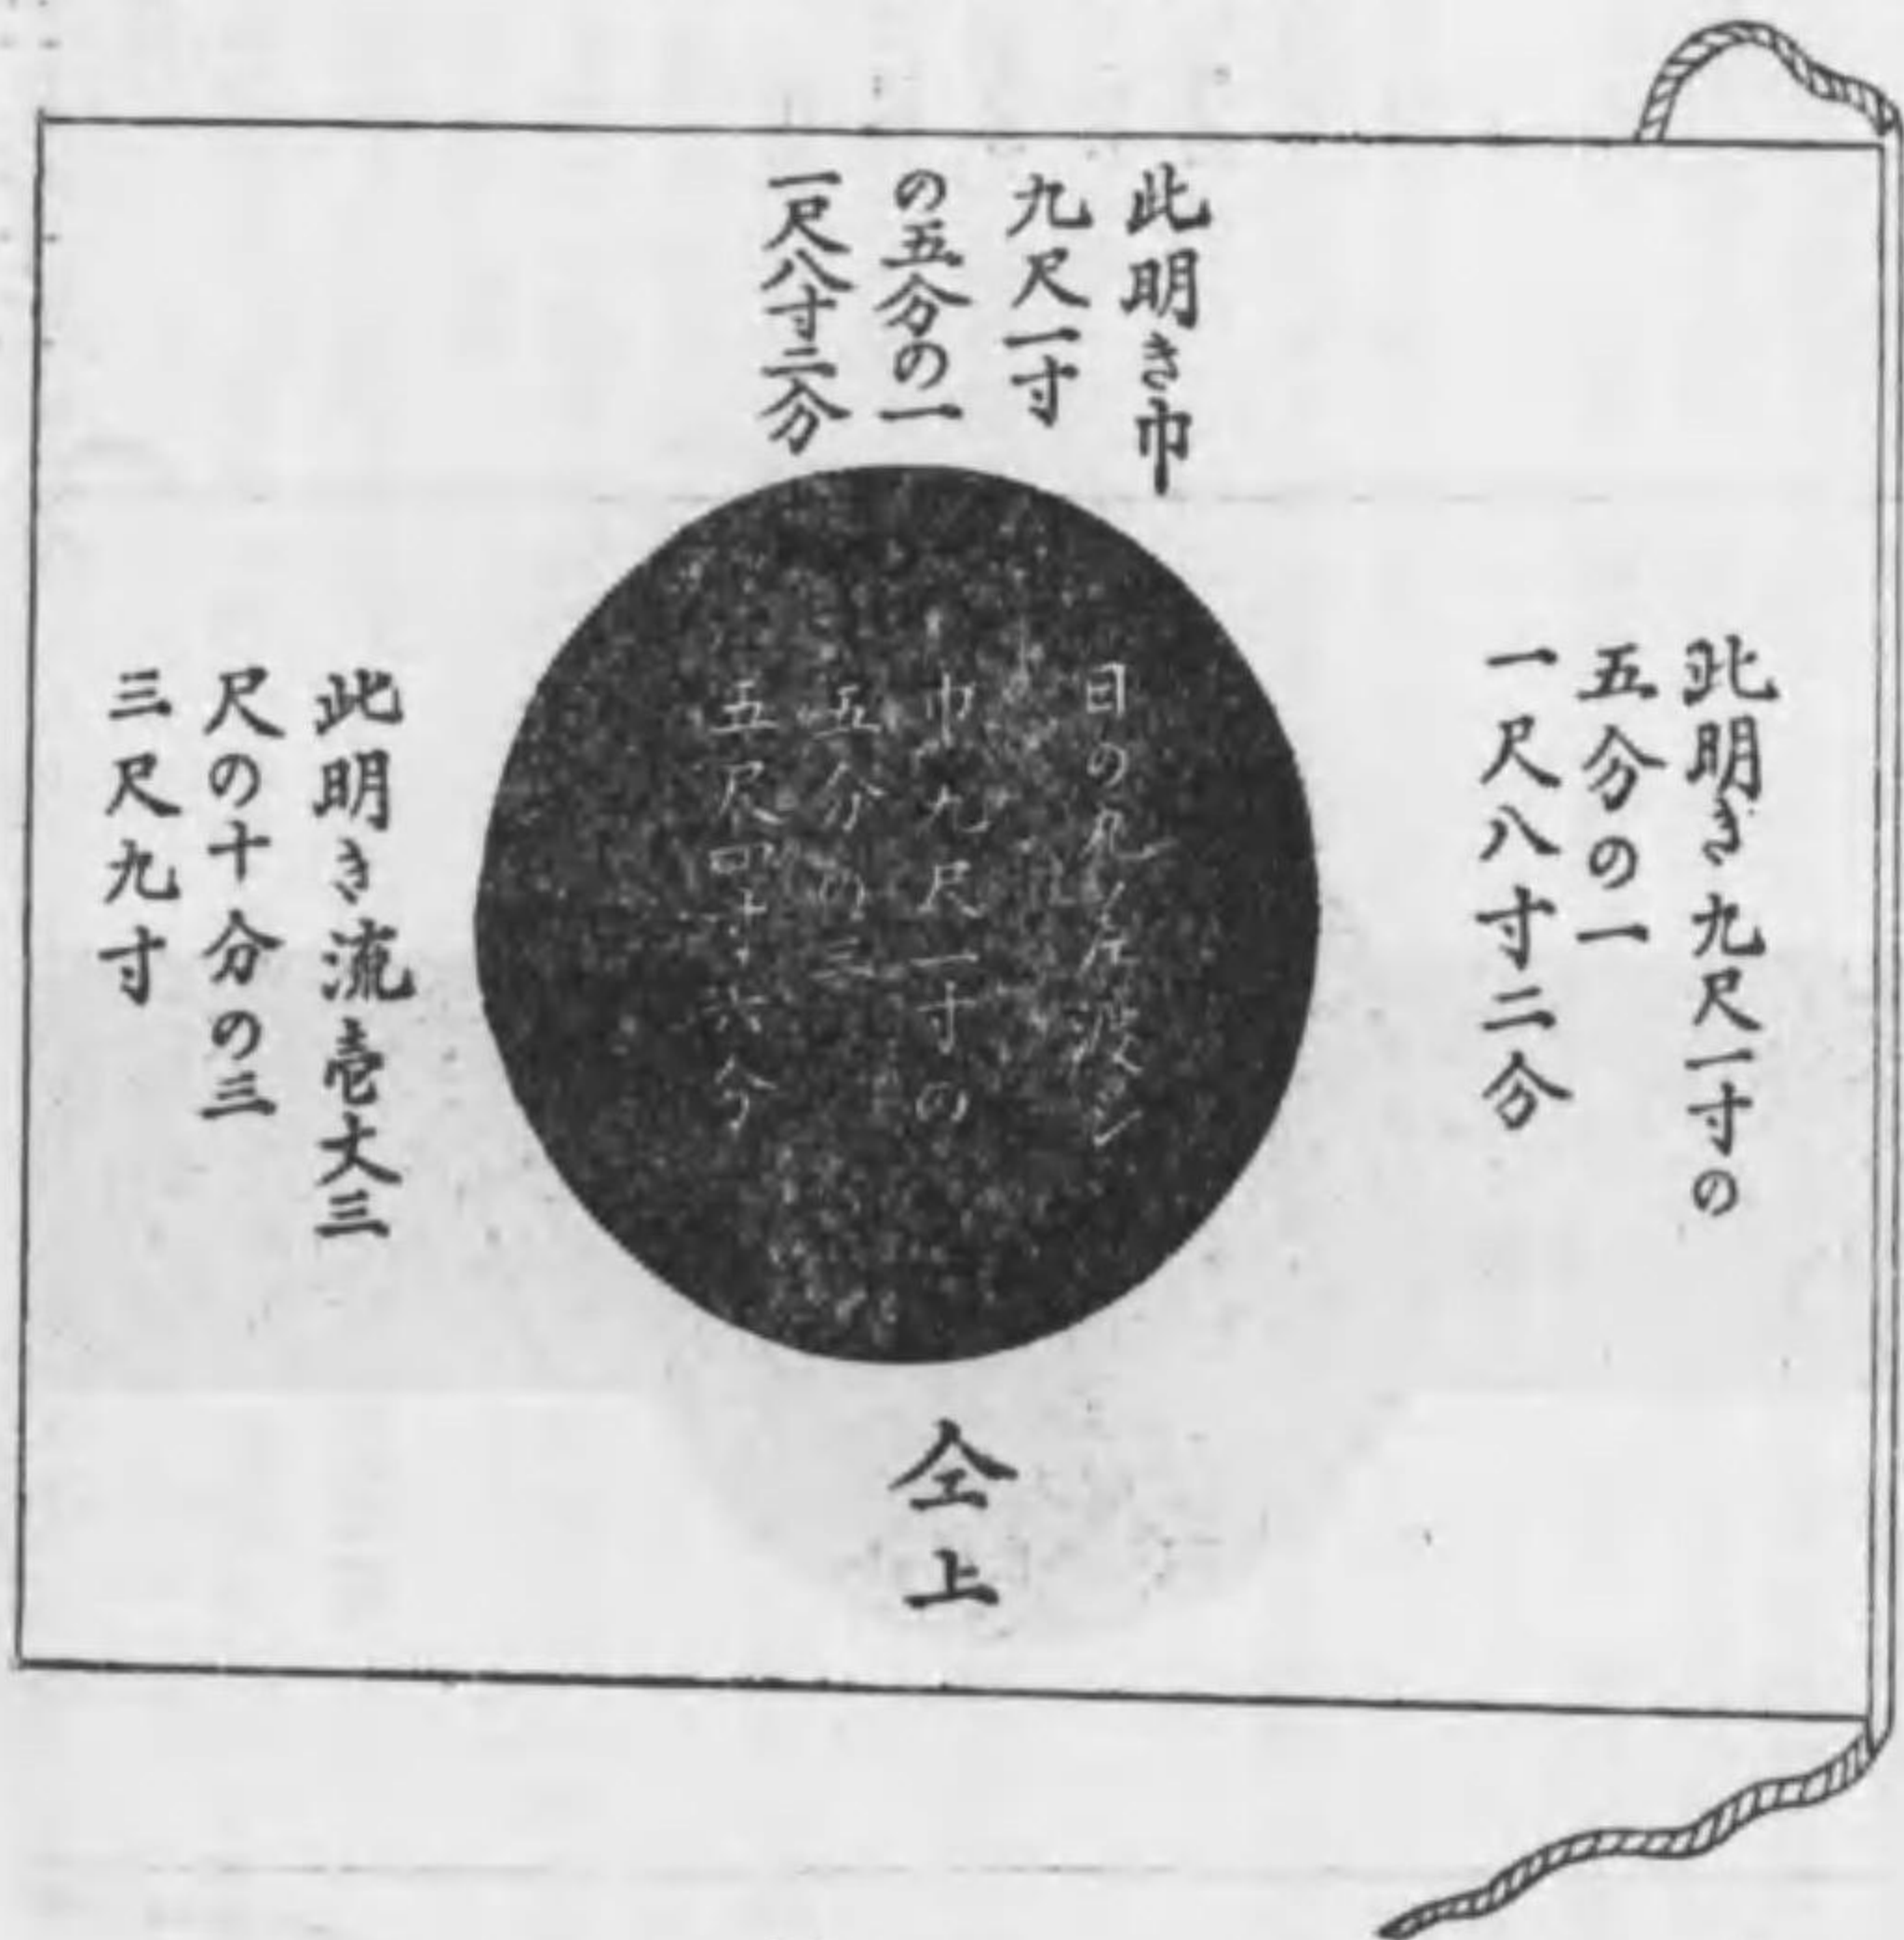 此明き巾
九尺一寸
の五分の一
一尺八寸二分
此明き九尺一寸の
五分の一
一尺八寸二分
日の丸
巾九尺一寸の
五分の三
五尺四寸六分
此明き流壱丈三
尺の十分の三
三尺九寸
仝上